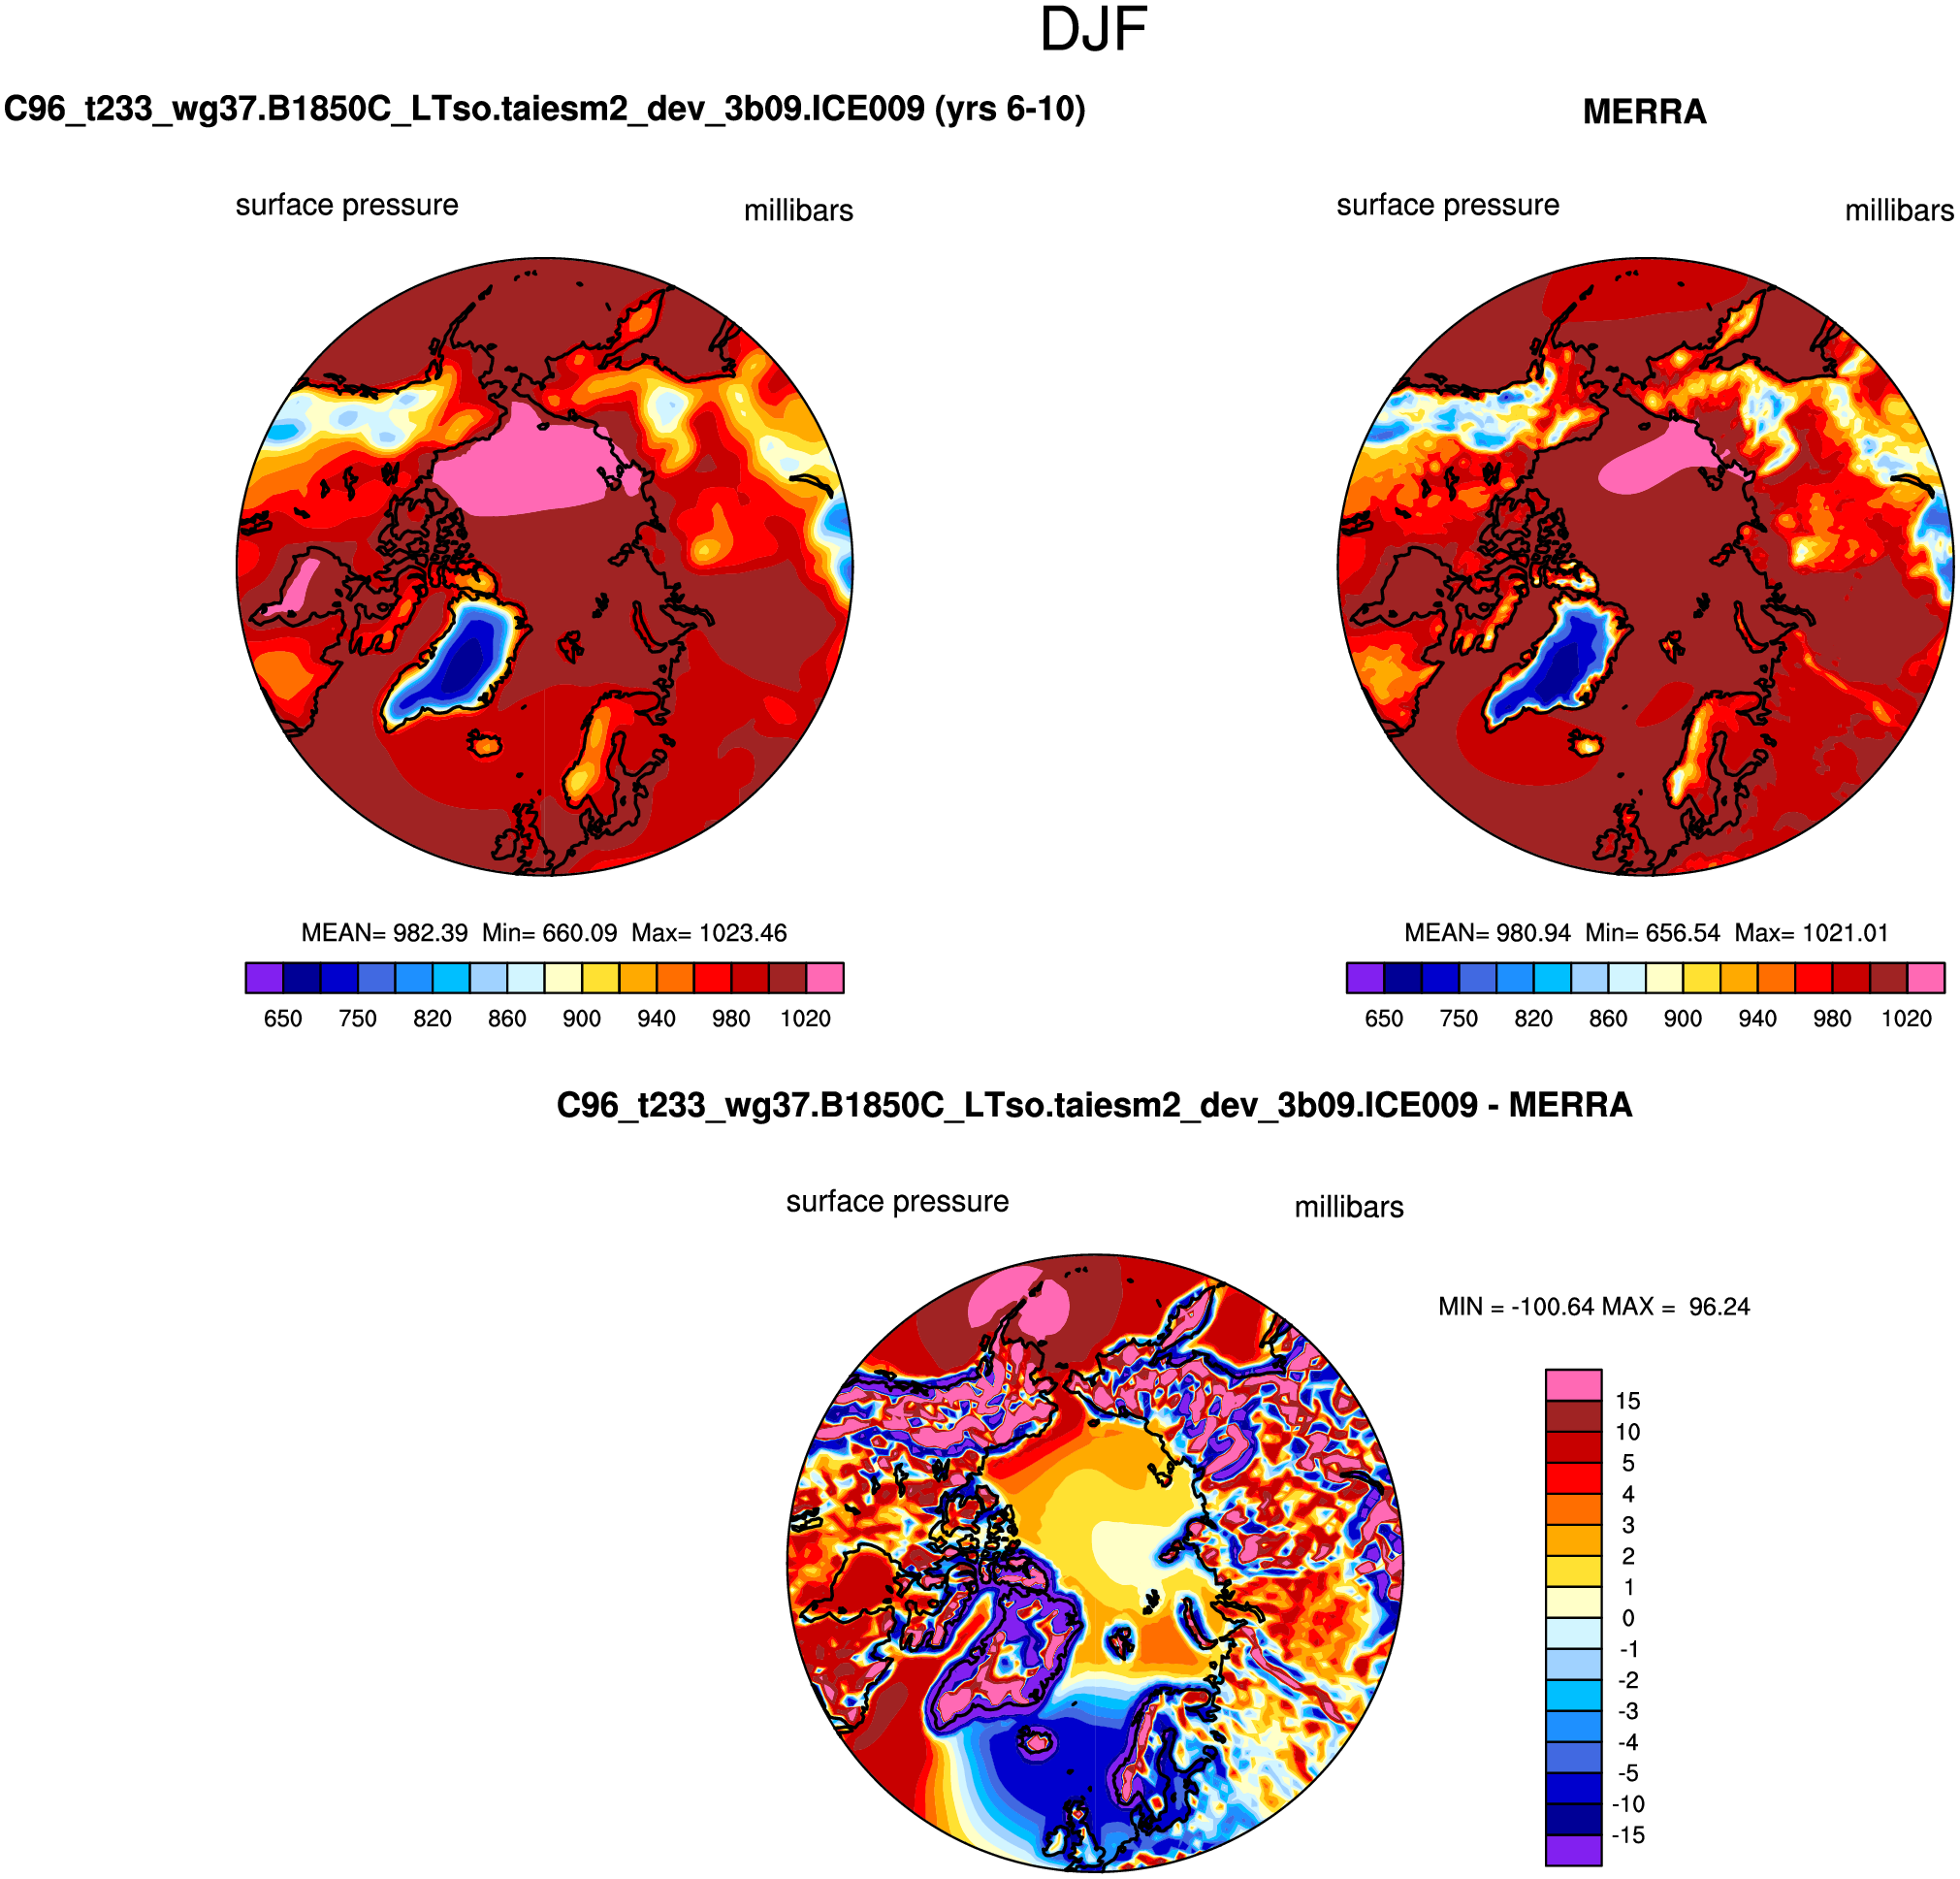 DJF
C96_t233_wg37.B1850C_LTso.taiesm2_dev_3b09.ICE009 (yrs 6-10)
MERRA
surface pressure
millibars
surface pressure
millibars
MEAN= 982.39 Min= 660.09 Max= 1023.46
650 750 820 860 900 940 980 1020
MEAN= 980.94 Min= 656.54 Max= 1021.01
650 750 820 860 900 940 980 1020
C96_t233_wg37.B1850C_LTso.taiesm2_dev_3b09.ICE009 - MERRA
surface pressure
millibars
MIN = -100.64 MAX = 96.24
15
10
5
4
3
2
1
0
-1
-2
-3
-4
-5
-10
-15